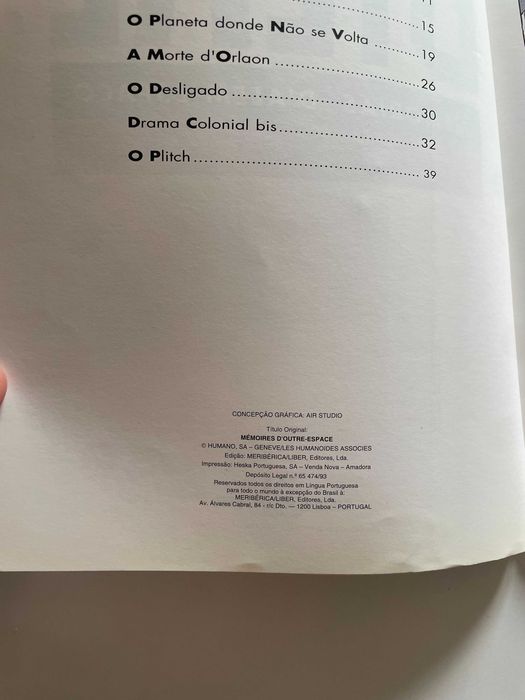 15
O Planeta donde Não se Volta ..................19
A Morte d'Orlaon ..................26
O Desligado ..................30
Drama Colonial bis..................32
O Plitch..................39
CONCEPÇÃO GRÁFICA: AIR STUDIO
Título Original:
MÉMOIRES D'OUTRE-ESPACE
© HUMANO, SA – GENEVE/LES HUMANOIDES ASSOCIES
Edição: MERIBÉRICA/LIBER, Editores, Lda.
Impressão: Heska Portuguesa, SA – Venda Nova – Amadora
Depósito Legal n.º 65 474/93
Reservados todos os direitos em Língua Portuguesa
para todo o mundo à excepção do Brasil à:
MERIBÉRICA/LIBER, Editores, Lda.
Av. Álvares Cabral, 84 - r/c Dto. — 1200 Lisboa – PORTUGAL